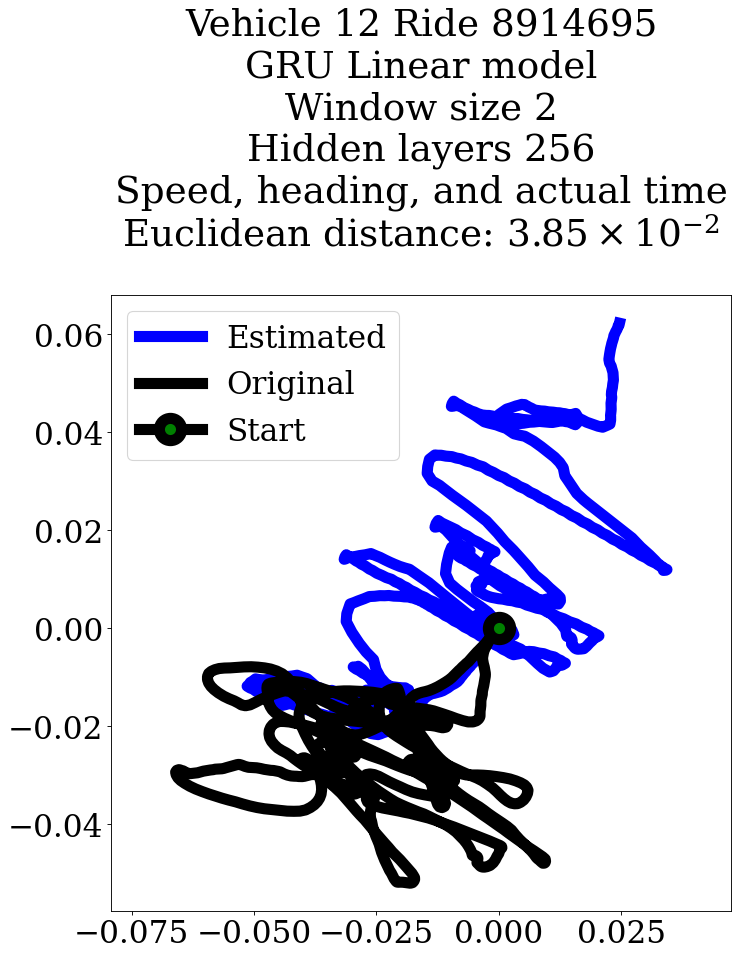 Vehicle 12 Ride 8914695
GRU Linear model
Window size 2
Hidden layers 256
Speed, heading, and actual time
Euclidean distance: 3.85 × 10⁻²
Estimated
Original
Start
0.06
0.04
0.02
0.00
−0.02
−0.04
−0.075 −0.050 −0.025 0.000 0.025